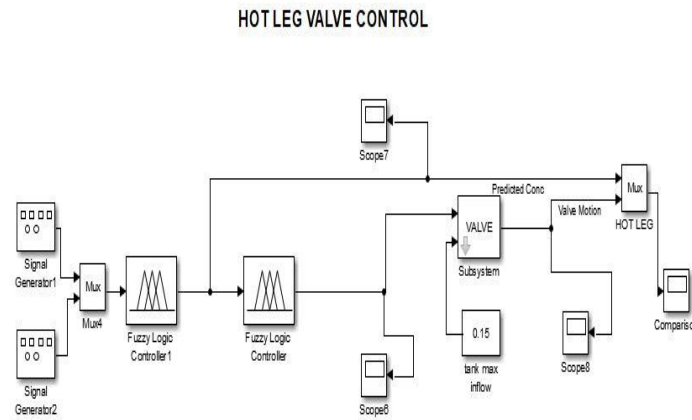 HOT LEG VALVE CONTROL
Scope7
Predicted Conc
Mux
HOT LEG
Valve Motion
VALVE
Subsystem
Signal
Generator1
Mux
Mux4
Fuzzy Logic
Controller1
Fuzzy Logic
Controller
0.15
tank max
inflow
Scope6
Scope8
Comparisc
Signal
Generator2